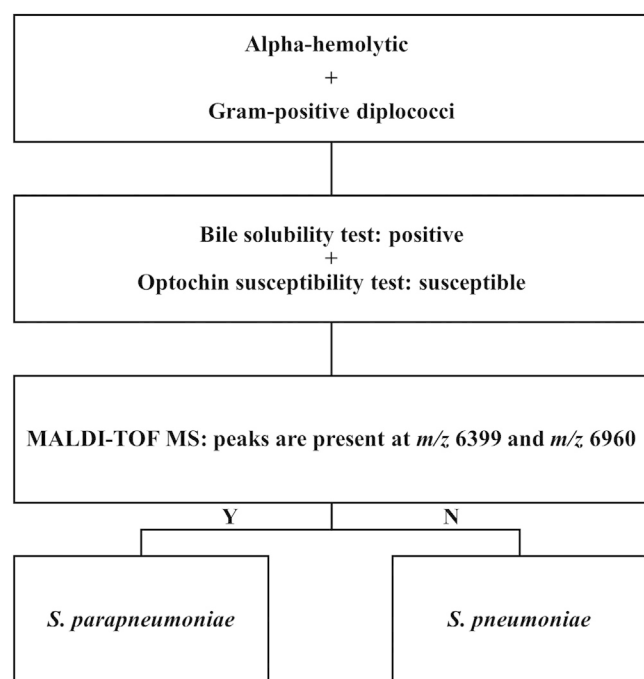 Alpha-hemolytic
+
Gram-positive diplococci
Bile solubility test: positive
+
Optochin susceptibility test: susceptible
MALDI-TOF MS: peaks are present at m/z 6399 and m/z 6960
Y N
S. parapneumoniae S. pneumoniae